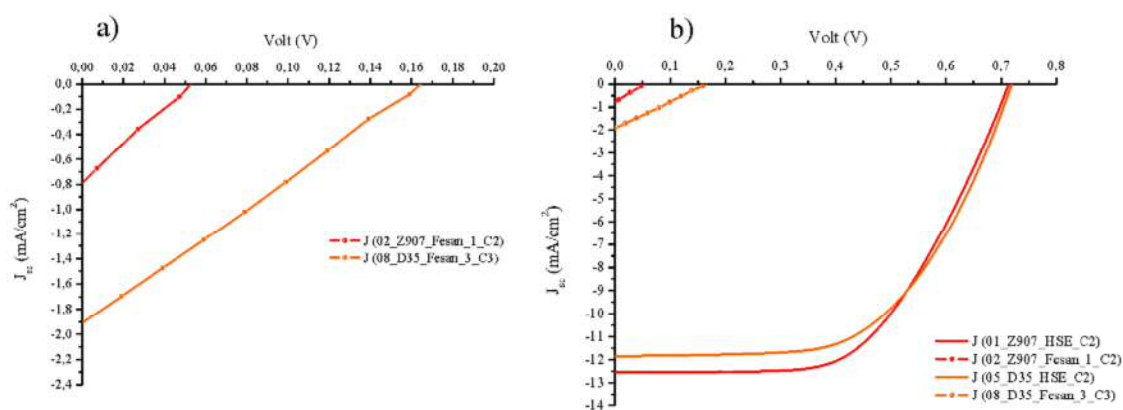 a)
Volt (V)
0,00 0,02 0,04 0,06 0,08 0,10 0,12 0,14 0,16 0,18 0,20
0,0
-0,2
-0,4
-0,6
-0,8
-1,0
-1,2
-1,4
-1,6
-1,8
-2,0
-2,2
-2,4
J_sc (mA/cm²)
J (02_Z907_Fesan_1_C2)
J (08_D35_Fesan_3_C3)
b)
Volt (V)
0,0 0,1 0,2 0,3 0,4 0,5 0,6 0,7 0,8
0
-1
-2
-3
-4
-5
-6
-7
-8
-9
-10
-11
-12
-13
-14
J_sc (mA/cm²)
J (01_Z907_HSE_C2)
J (02_Z907_Fesan_1_C2)
J (05_D35_HSE_C2)
J (08_D35_Fesan_3_C3)